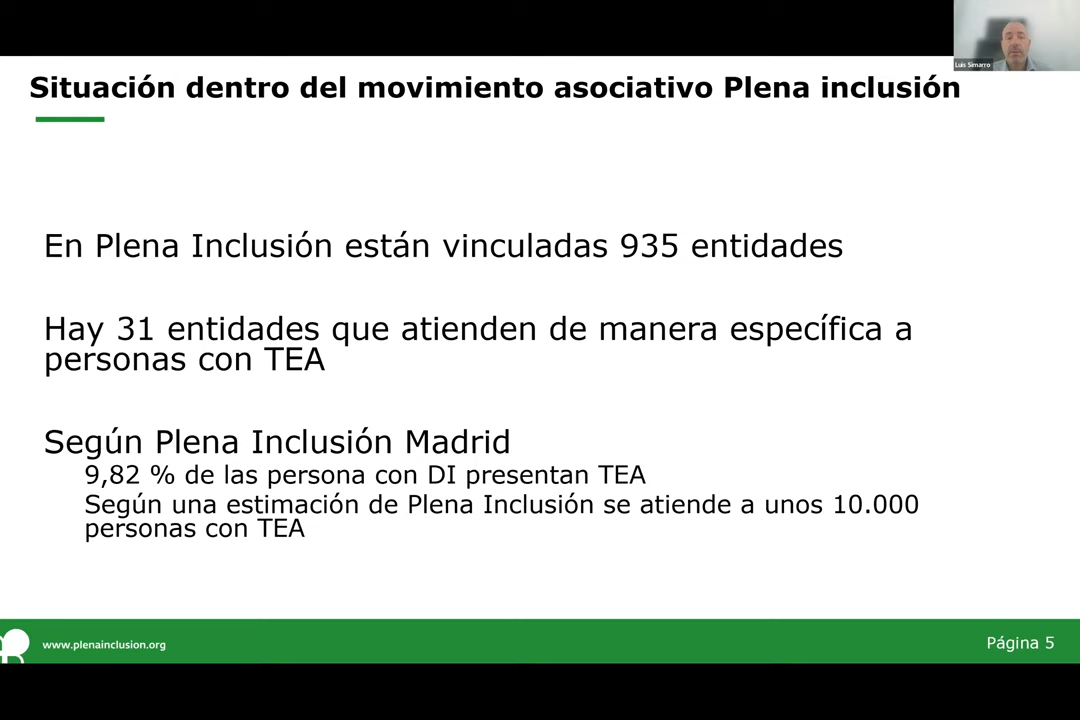 Luis Simarro
Situación dentro del movimiento asociativo Plena inclusión
En Plena Inclusión están vinculadas 935 entidades
Hay 31 entidades que atienden de manera específica a
personas con TEA
Según Plena Inclusión Madrid
9,82 % de las persona con DI presentan TEA
Según una estimación de Plena Inclusión se atiende a unos 10.000
personas con TEA
www.plenainclusion.org
Página 5